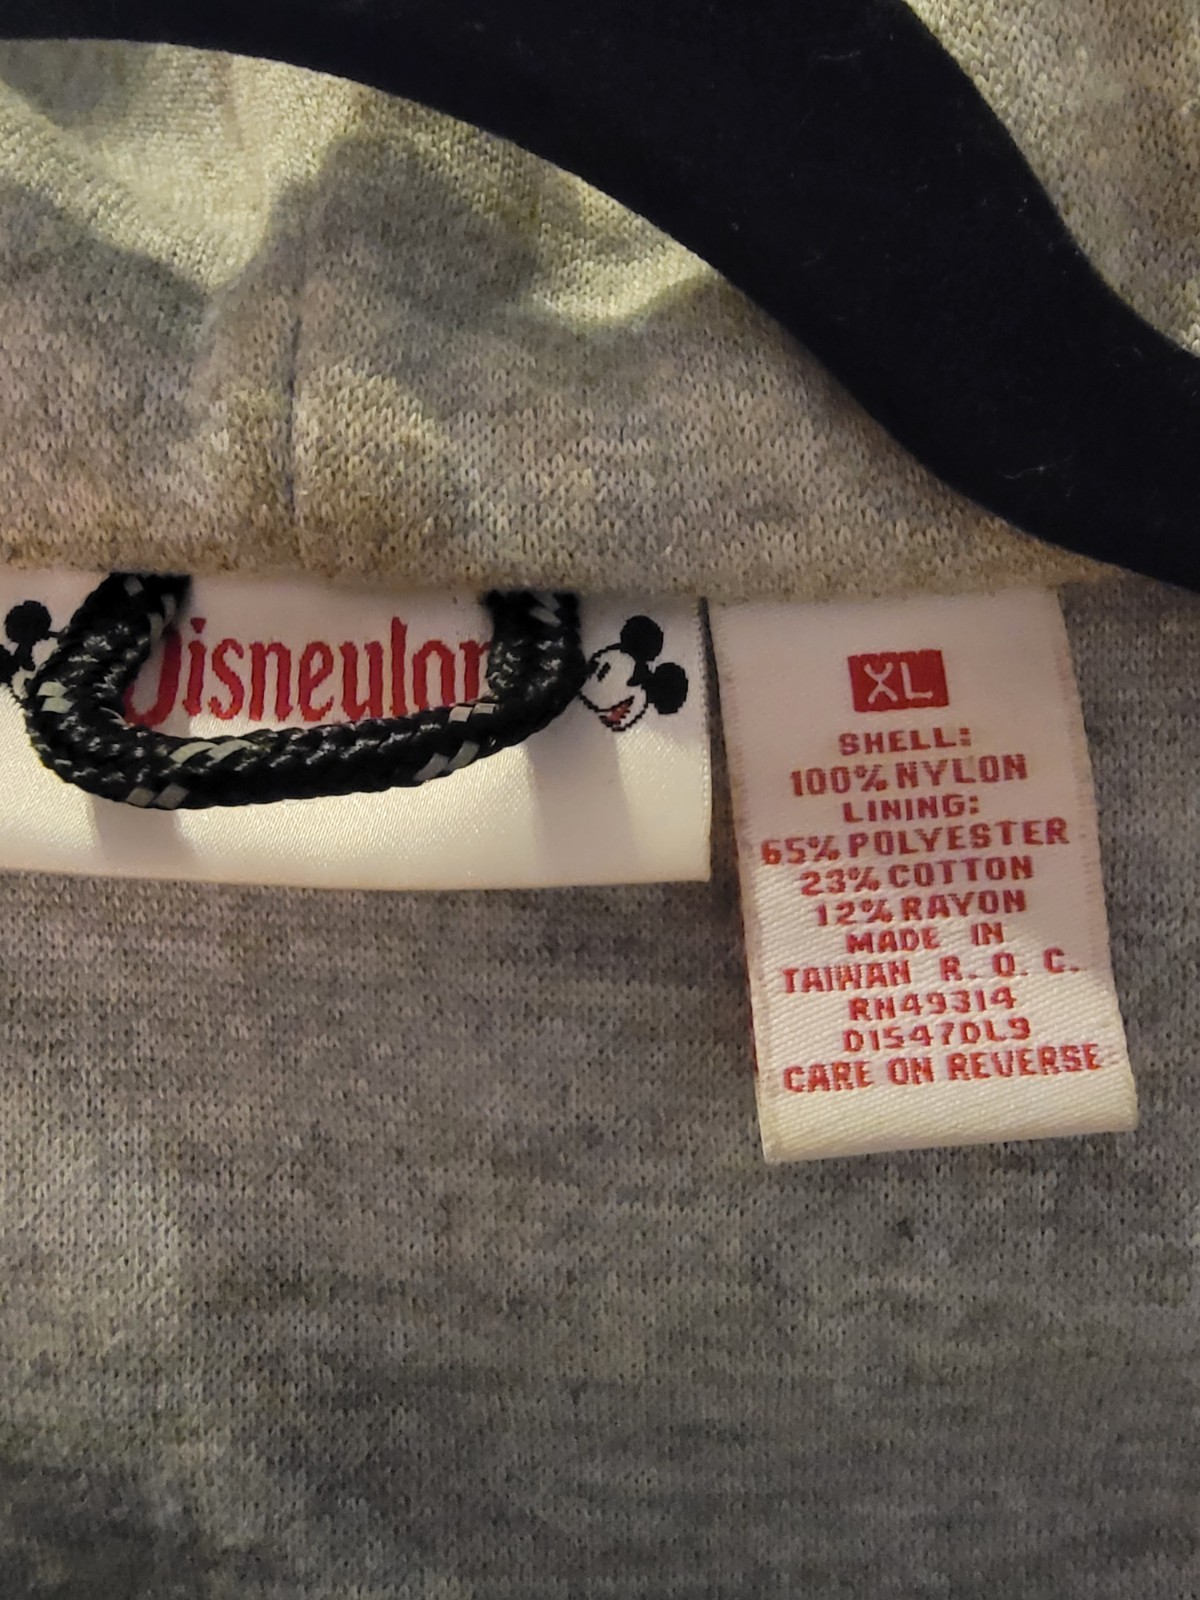 Disneylan
XL
SHELL:
100% NYLON
LINING:
65% POLYESTER
23% COTTON
12% RAYON
MADE IN
TAIWAN R. O. C.
RN49314
D1547DL9
CARE ON REVERSE